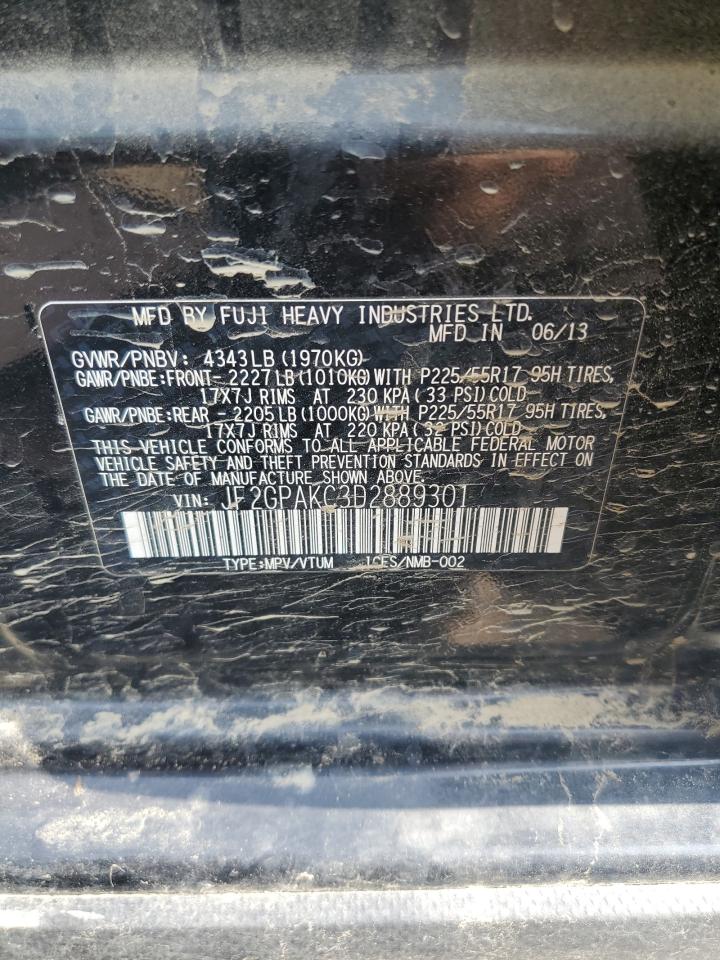 MFD BY FUJI HEAVY INDUSTRIES LTD.
MFD IN 06/13
GVWR/PNBV: 4343LB(1970KG)
GAWR/PNBE:FRONT-2227LB(1010KG)WITH P225/55R17 95H TIRES,
17X7J RIMS AT 230 KPA(33 PSI)COLD
GAWR/PNBE:REAR -2205LB(1000KG)WITH P225/55R17 95H TIRES,
17X7J RIMS AT 220 KPA(32 PSI)COLD
THIS VEHICLE CONFORMS TO ALL APPLICABLE FEDERAL MOTOR
VEHICLE SAFETY AND THEFT PREVENTION STANDARDS IN EFFECT ON
THE DATE OF MANUFACTURE SHOWN ABOVE.
VIN: JF2GPAKC3D2889301
TYPE:MPV/VTUM ICES/NMB-002